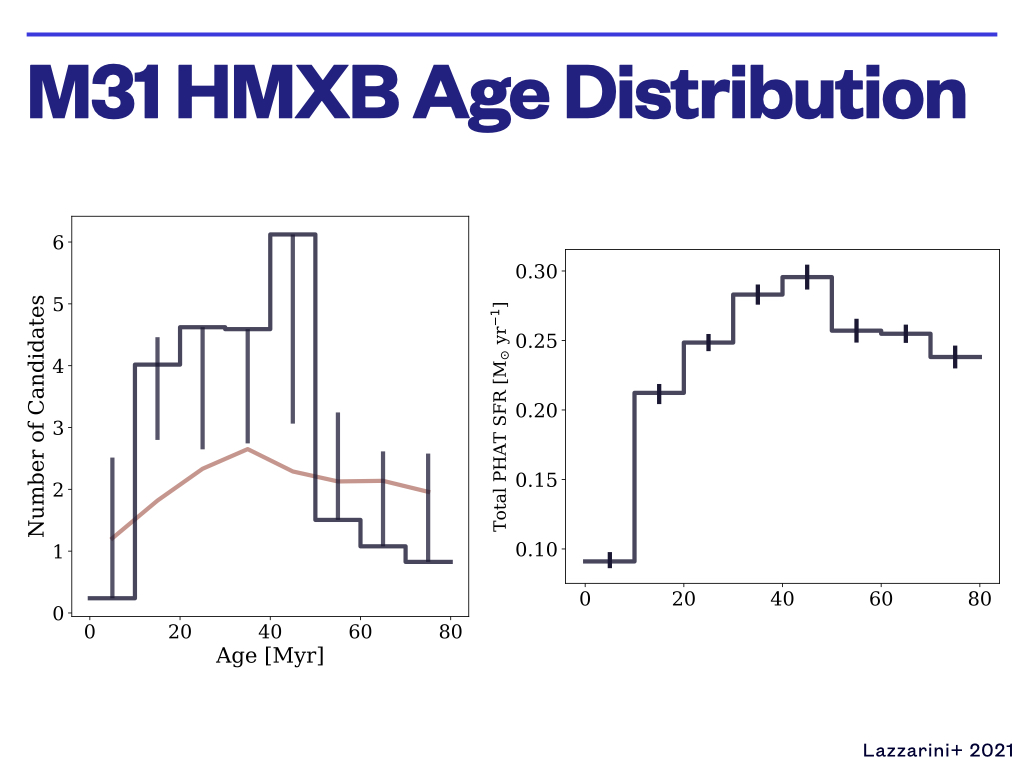 M31 HMXB Age Distribution
Number of Candidates
6
5
4
3
2
1
0
0 20 40 60 80
Age [Myr]
Total PHAT SFR [M⊙ yr⁻¹]
0.30
0.25
0.20
0.15
0.10
0 20 40 60 80
Lazzarini+ 2021